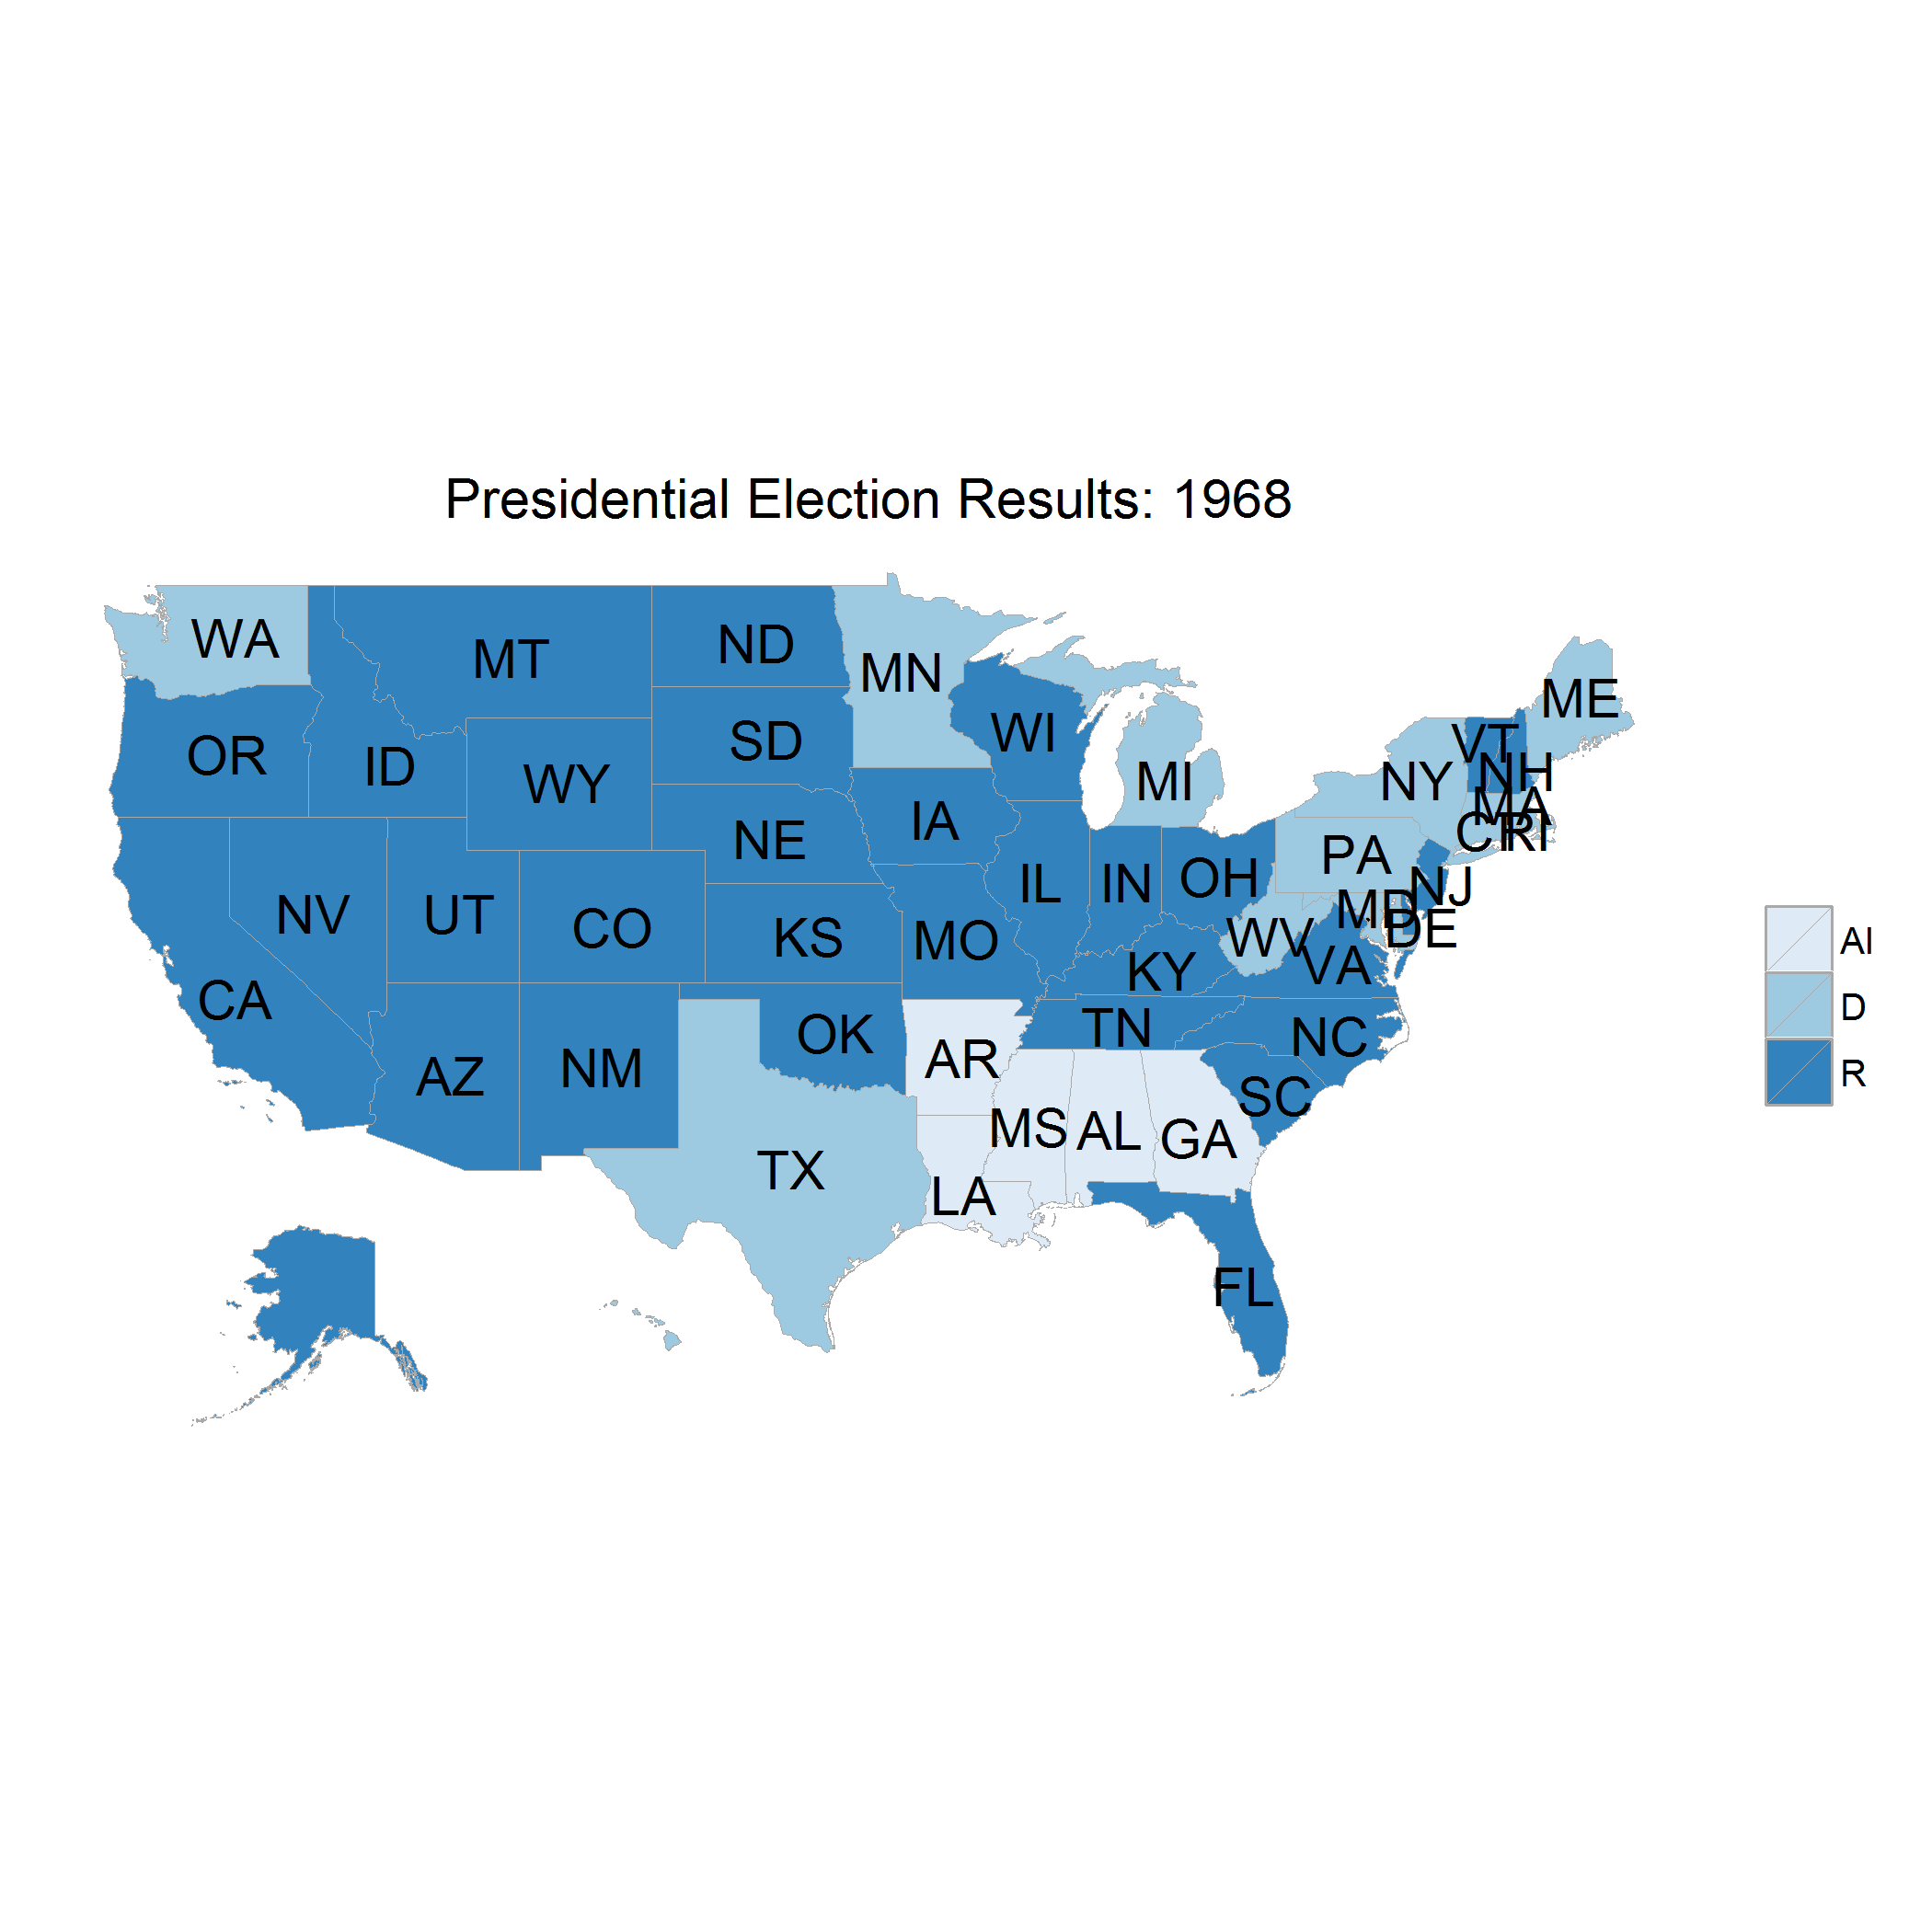 Presidential Election Results: 1968
WA
MT
ND
MN
ME
OR
ID
WY
SD
WI
MI
NY
VT
NH
MA
CT
RI
NE
IA
PA
NV
UT
CO
KS
MO
IL
IN
OH
NJ
MD
DE
WV
VA
KY
CA
AZ
NM
OK
AR
TN
NC
SC
TX
LA
MS
AL
GA
FL
AI
D
R